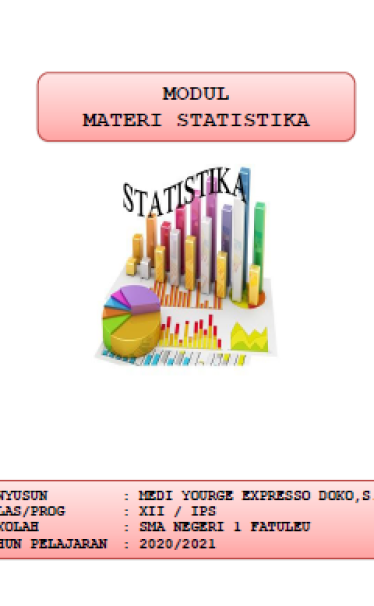 MODUL
MATERI STATISTIKA
STATISTIKA
NYUSUN : MEDI YOURGE EXPRESSO DOKO,S
LAS/PROG : XII / IPS
KOLAH : SMA NEGERI 1 FATULEU
HUN PELAJARAN : 2020/2021